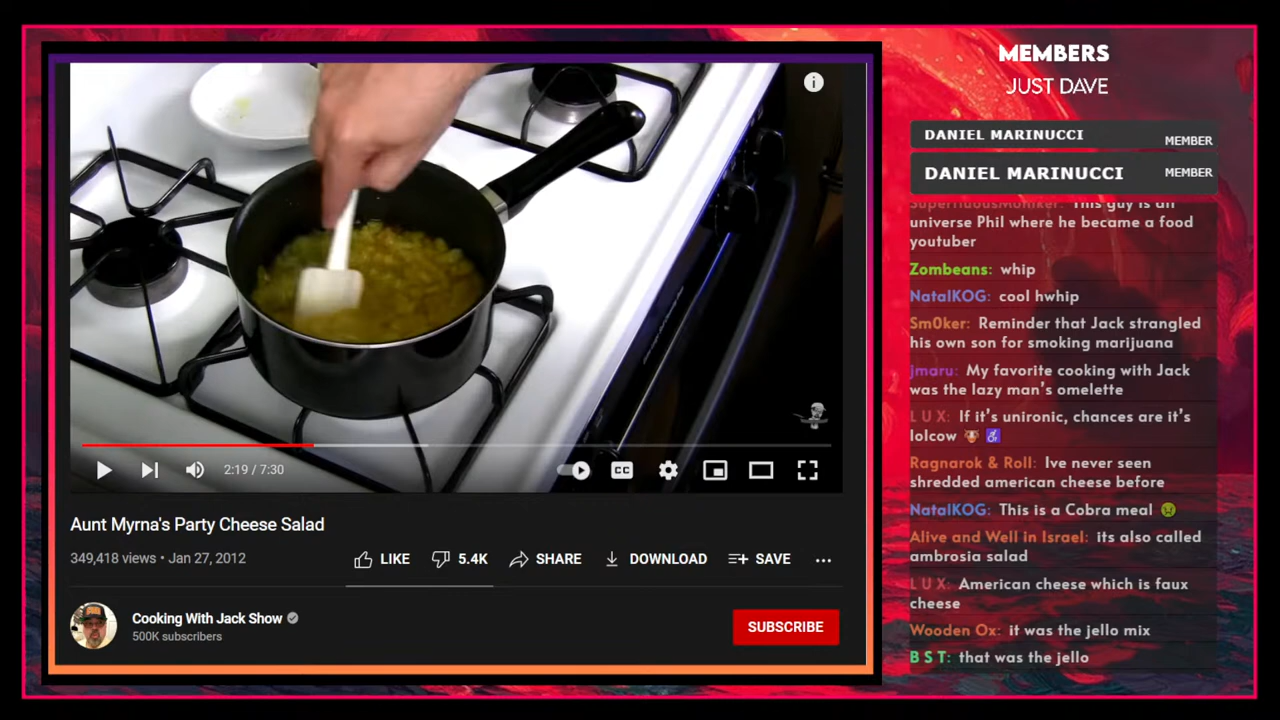 MEMBERS
JUST DAVE
DANIEL MARINUCCI
MEMBER
DANIEL MARINUCCI
MEMBER
SuperfluousMoniker: This guy is an
universe Phil where he became a food
youtuber
Zombeans: whip
NatalKOG: cool hwhip
Sm0ker: Reminder that Jack strangled
his own son for smoking marijuana
jmaru: My favorite cooking with Jack
was the lazy man's omelette
L U X: If it's unironic, chances are it's
lolcow
Ragnarok & Roll: Ive never seen
shredded american cheese before
NatalKOG: This is a Cobra meal
Alive and Well in Israel: its also called
ambrosia salad
L U X: American cheese which is faux
cheese
Wooden Ox: it was the jello mix
B S T: that was the jello
2:19 / 7:30
CC
Aunt Myrna's Party Cheese Salad
349,418 views • Jan 27, 2012
LIKE
5.4K
SHARE
DOWNLOAD
SAVE
Cooking With Jack Show
500K subscribers
SUBSCRIBE